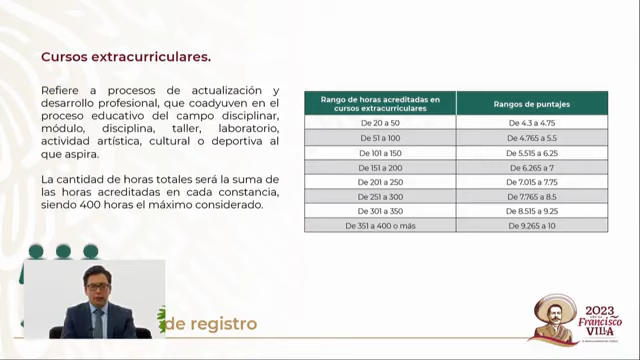 Cursos extracurriculares.
Refiere a procesos de actualización y
desarrollo profesional, que coadyuven en el
proceso educativo del campo disciplinar,
módulo, disciplina, taller, laboratorio,
actividad artística, cultural o deportiva al
que aspira.
La cantidad de horas totales será la suma de
las horas acreditadas en cada constancia,
siendo 400 horas el máximo considerado.
Rango de horas acreditadas en
cursos extracurriculares
Rangos de puntajes
De 20 a 50 De 4.3 a 4.75
De 51 a 100 De 4.765 a 5.5
De 101 a 150 De 5.515 a 6.25
De 151 a 200 De 6.265 a 7
De 201 a 250 De 7.015 a 7.75
De 251 a 300 De 7.765 a 8.5
De 301 a 350 De 8.515 a 9.25
De 351 a 400 o más De 9.265 a 10
de registro
2023
Francisco
VILLA